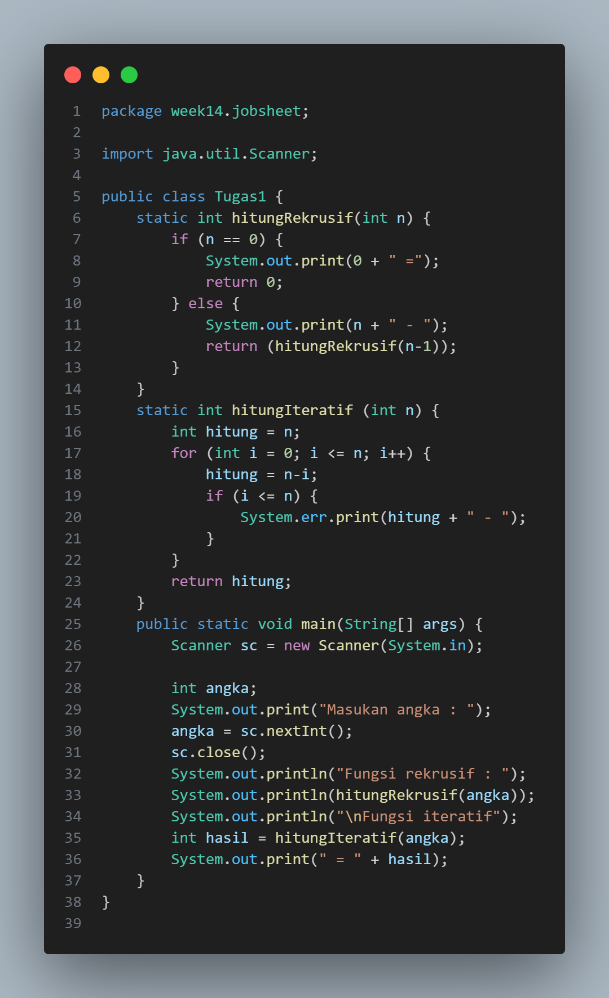 1 package week14.jobsheet;
2
3 import java.util.Scanner;
4
5 public class Tugas1 {
6     static int hitungRekrusif(int n) {
7         if (n == 0) {
8             System.out.print(0 + " =");
9             return 0;
10         } else {
11             System.out.print(n + " - ");
12             return (hitungRekrusif(n-1));
13         }
14     }
15     static int hitungIteratif (int n) {
16         int hitung = n;
17         for (int i = 0; i <= n; i++) {
18             hitung = n-i;
19             if (i <= n) {
20                 System.err.print(hitung + " - ");
21             }
22         }
23         return hitung;
24     }
25     public static void main(String[] args) {
26         Scanner sc = new Scanner(System.in);
27
28         int angka;
29         System.out.print("Masukan angka : ");
30         angka = sc.nextInt();
31         sc.close();
32         System.out.println("Fungsi rekrusif : ");
33         System.out.println(hitungRekrusif(angka));
34         System.out.println("\nFungsi iteratif");
35         int hasil = hitungIteratif(angka);
36         System.out.print(" = " + hasil);
37     }
38 }
39